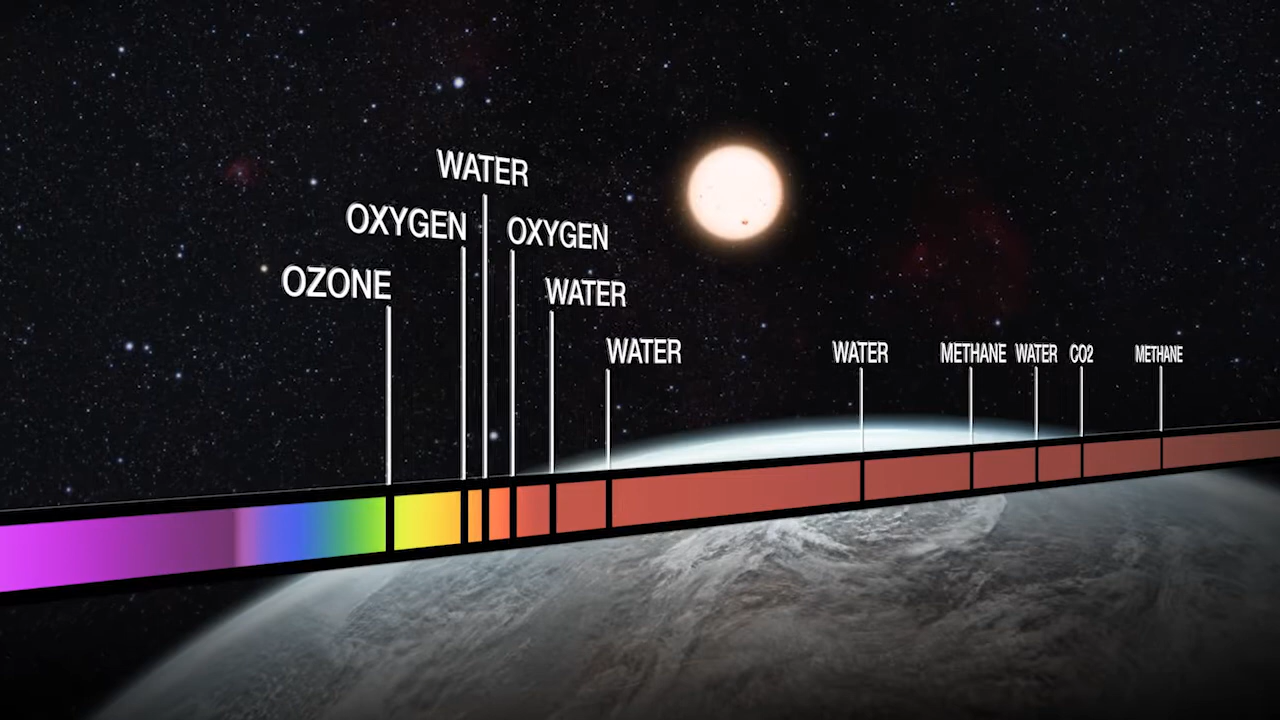 OZONE
OXYGEN
WATER
OXYGEN
WATER
WATER
WATER
METHANE
WATER
CO2
METHANE